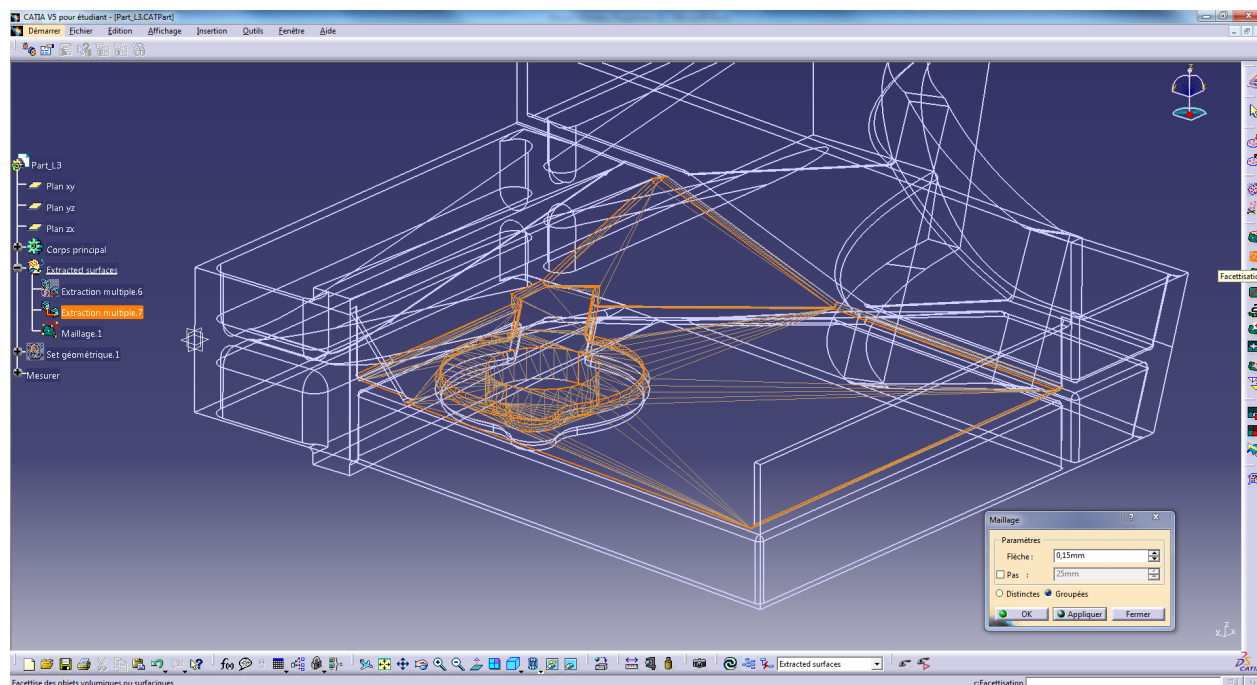 CATIA V5 pour étudiant - [Part_L3.CATPart]
Démarrer Fichier Edition Affichage Insertion Outils Fenêtre Aide
z
Part_L3
Plan xy
Plan yz
Plan zx
Corps principal
Extracted surfaces
Extraction multiple.6
Extraction multiple.7
Maillage.1
Set géométrique.1
Mesurer
Facettisatio
Maillage
Paramètres
Flèche : 0,15mm
Pas : 25mm
Distinctes Groupées
OK Appliquer Fermer
y z x
f(x) Extracted surfaces
CATIA
Facettise des objets volumiques ou surfaciques
c:Facettisation